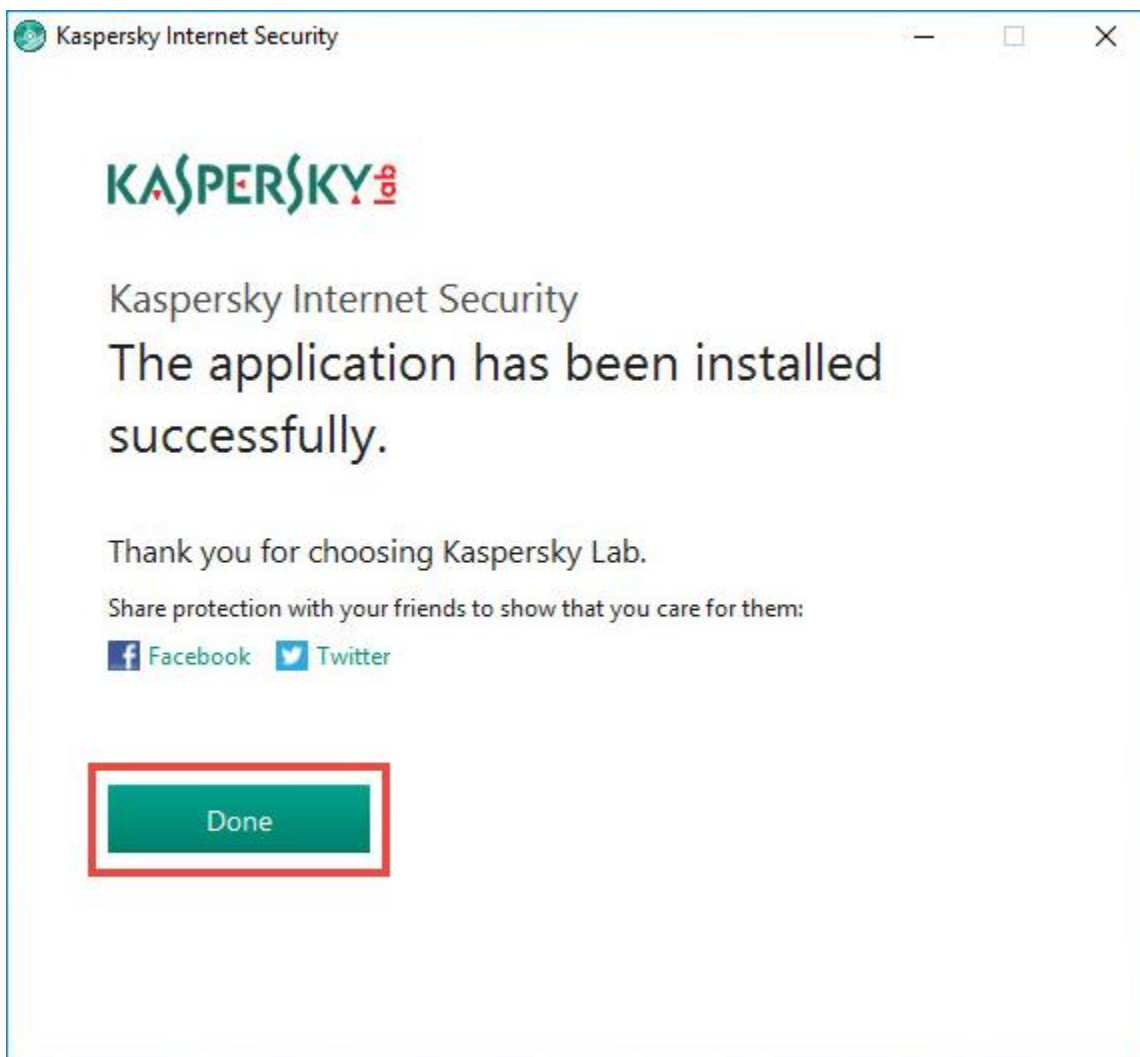 Kaspersky Internet Security
KASPERSKY lab
Kaspersky Internet Security
The application has been installed
successfully.
Thank you for choosing Kaspersky Lab.
Share protection with your friends to show that you care for them:
Facebook Twitter
Done